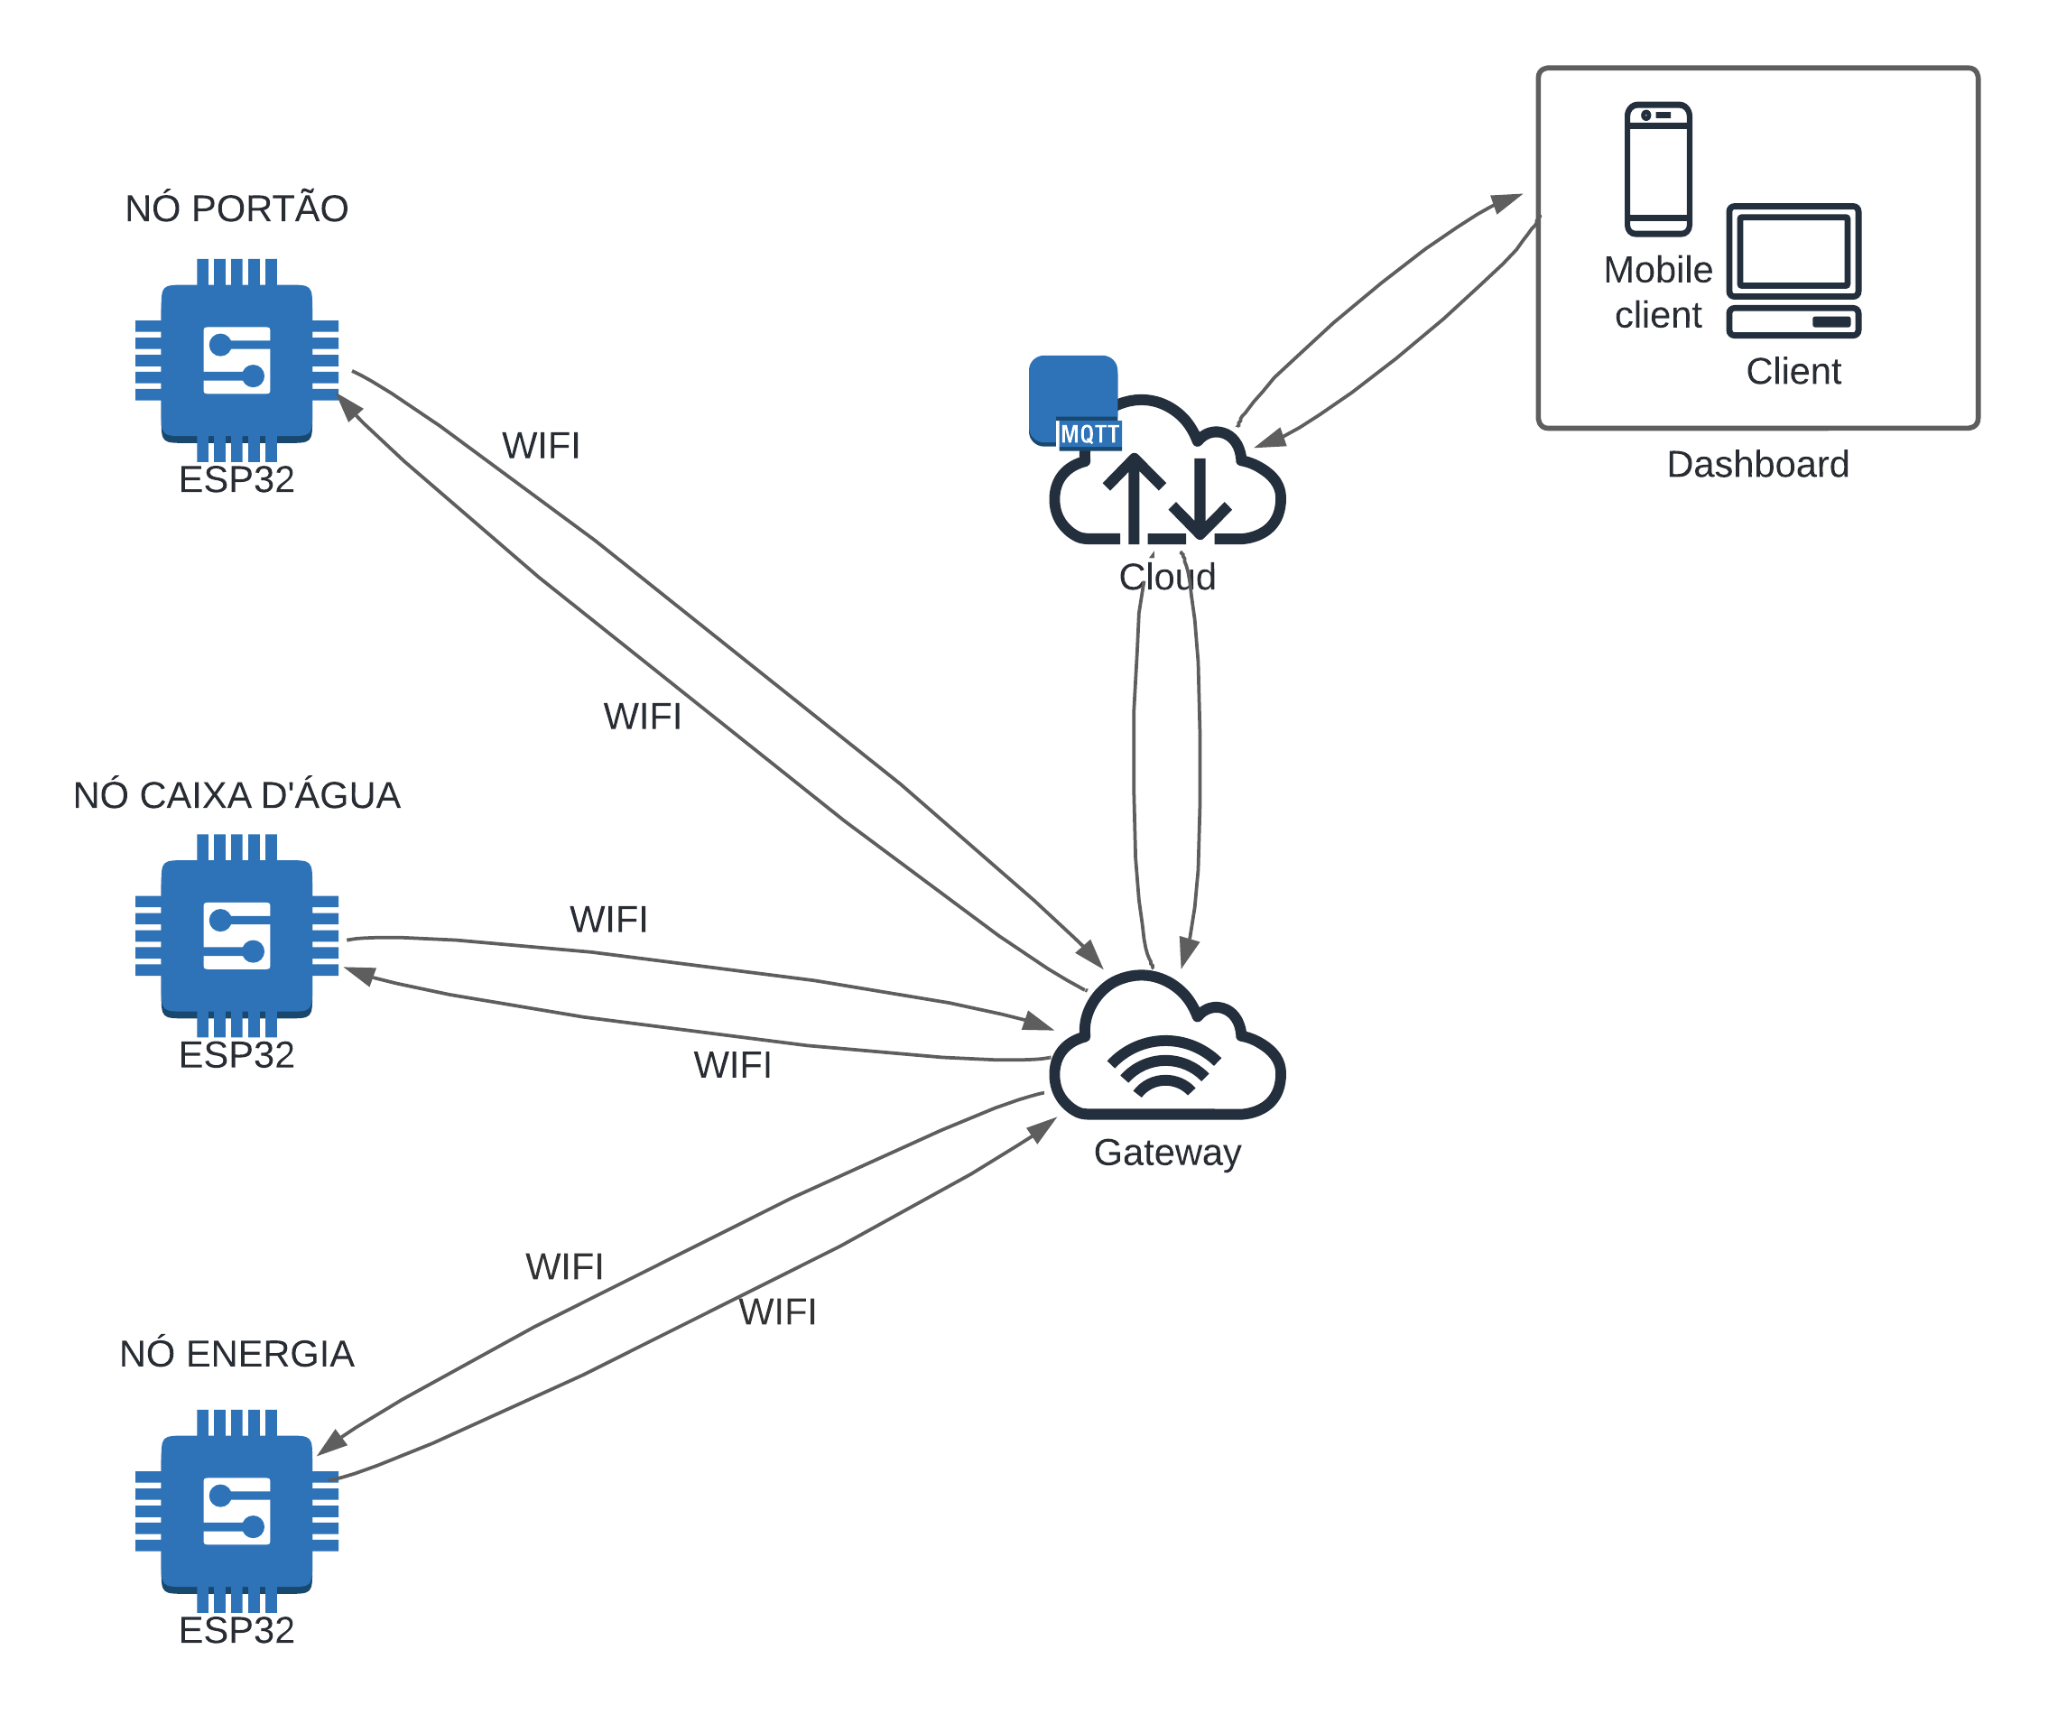 NÓ PORTÃO
ESP32
WIFI
WIFI
NÓ CAIXA D'ÁGUA
ESP32
WIFI
WIFI
NÓ ENERGIA
ESP32
WIFI
WIFI
MQTT
Cloud
Gateway
Mobile
client
Client
Dashboard